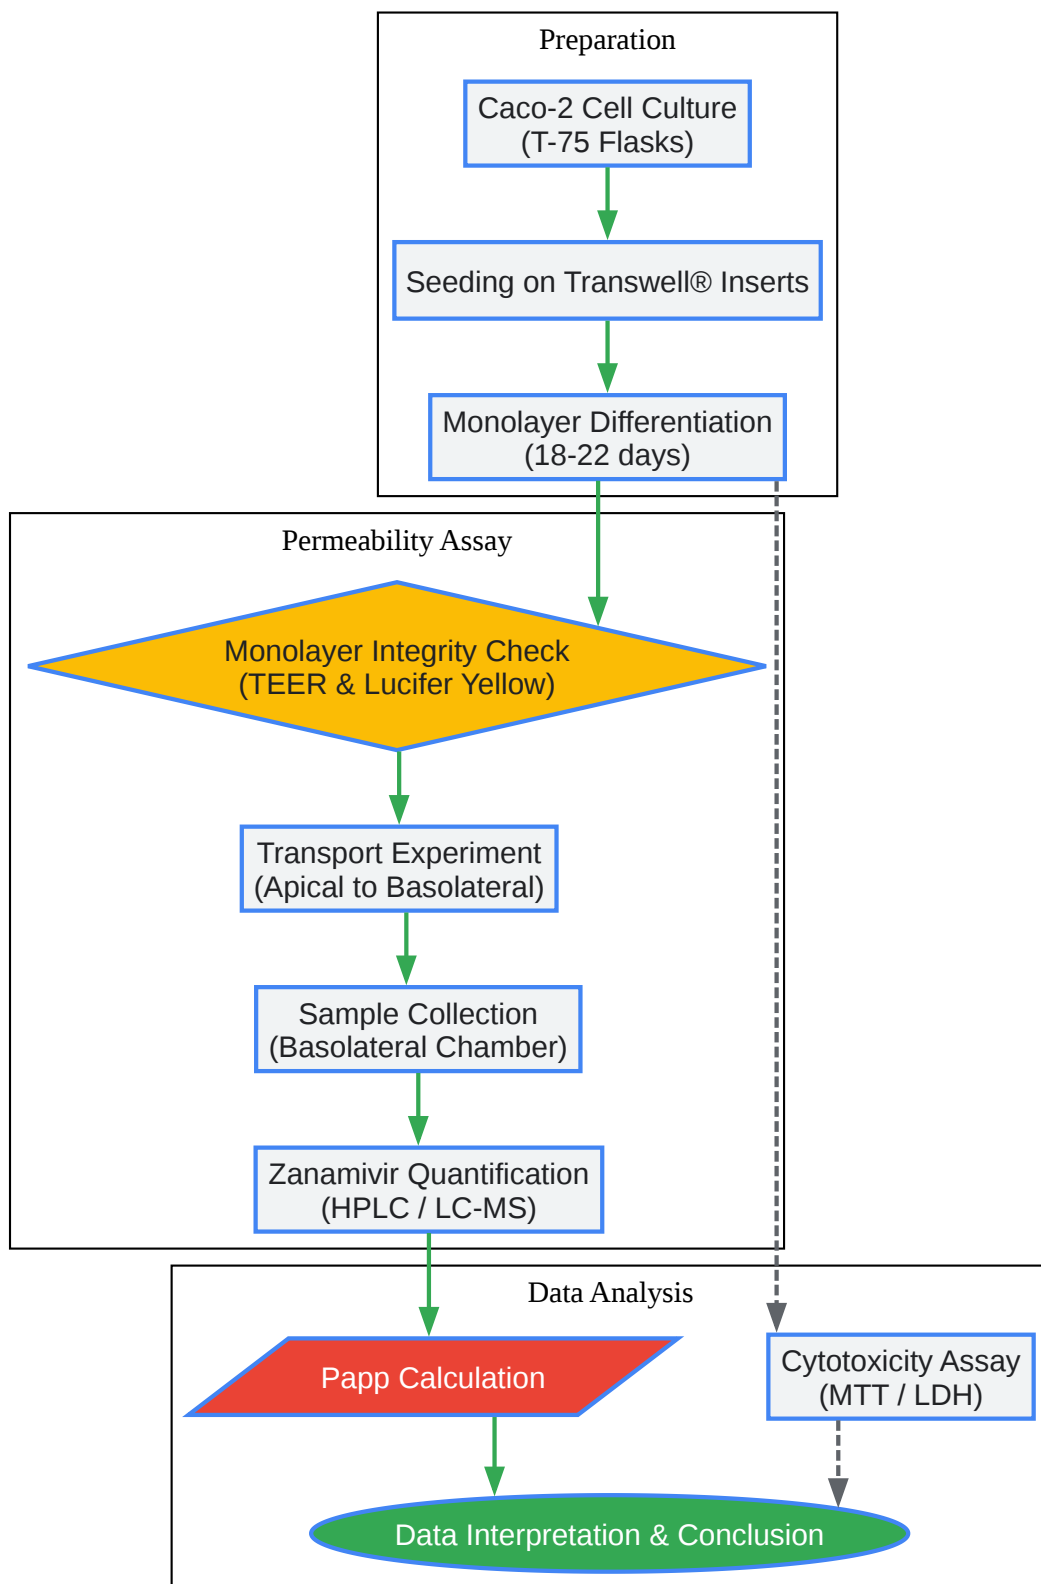 Preparation
Caco-2 Cell Culture
(T-75 Flasks)
Seeding on Transwell® Inserts
Monolayer Differentiation
(18-22 days)
Permeability Assay
Monolayer Integrity Check
(TEER & Lucifer Yellow)
Transport Experiment
(Apical to Basolateral)
Sample Collection
(Basolateral Chamber)
Zanamivir Quantification
(HPLC / LC-MS)
Data Analysis
Papp Calculation
Cytotoxicity Assay
(MTT / LDH)
Data Interpretation & Conclusion